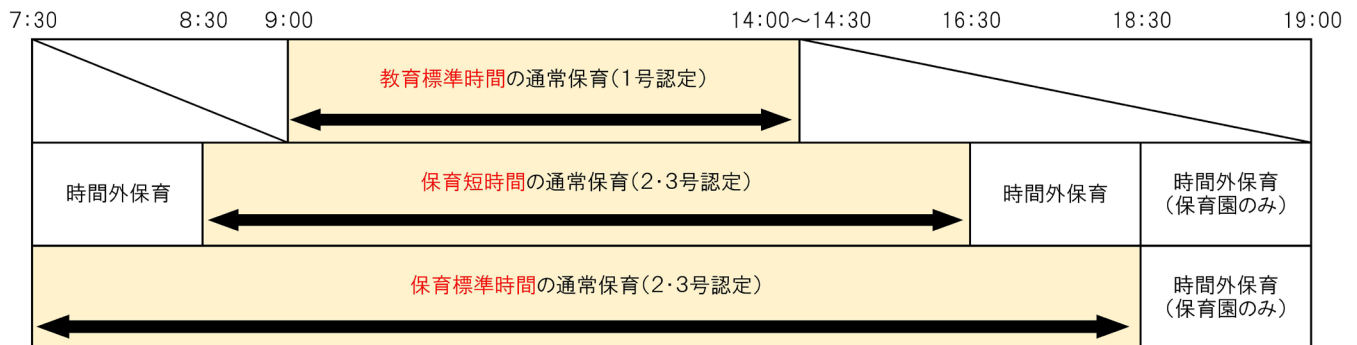 7:30 8:30 9:00 14:00～14:30 16:30 18:30 19:00
教育標準時間の通常保育(1号認定)
時間外保育 保育短時間の通常保育(2・3号認定) 時間外保育 時間外保育
(保育園のみ)
保育標準時間の通常保育(2・3号認定) 時間外保育
(保育園のみ)